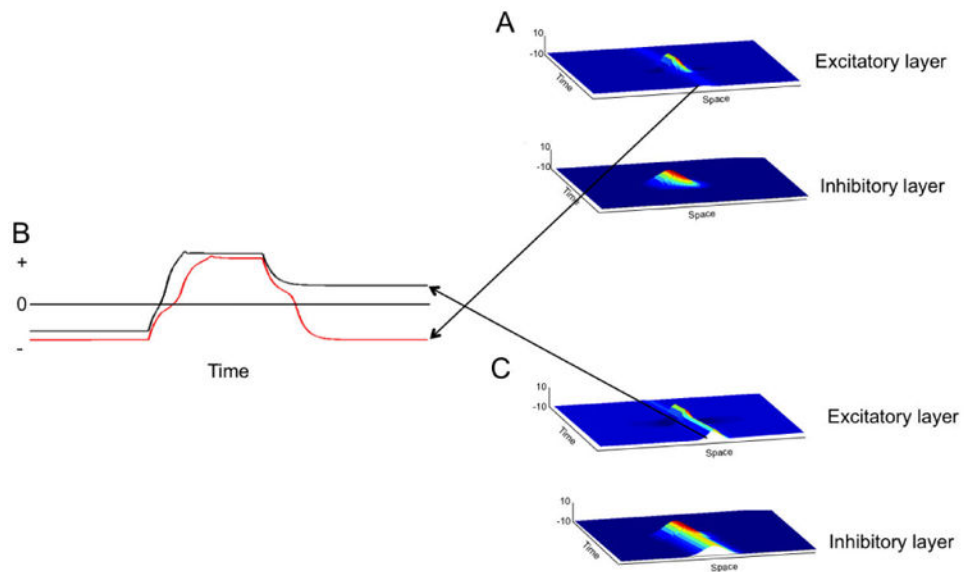 A
10
-10
Time
Space
Excitatory layer
10
-10
Time
Space
Inhibitory layer
B
+
0
-
Time
C
10
-10
Time
Space
Excitatory layer
10
-10
Time
Space
Inhibitory layer